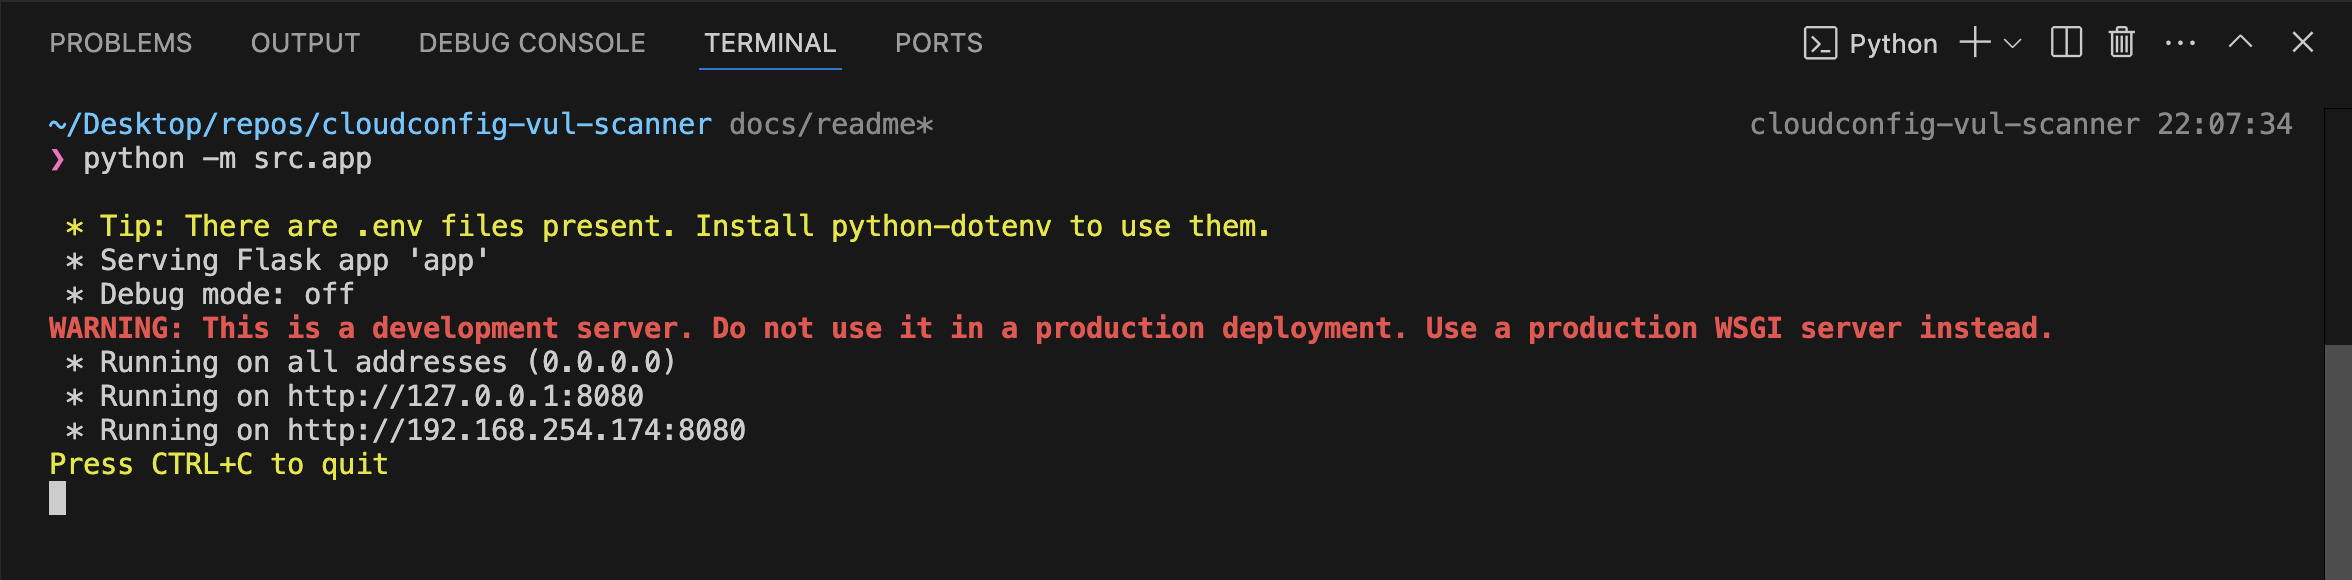 PROBLEMS OUTPUT DEBUG CONSOLE TERMINAL PORTS Python
~/Desktop/repos/cloudconfig-vul-scanner docs/readme* cloudconfig-vul-scanner 22:07:34
❯ python -m src.app
* Tip: There are .env files present. Install python-dotenv to use them.
* Serving Flask app 'app'
* Debug mode: off
WARNING: This is a development server. Do not use it in a production deployment. Use a production WSGI server instead.
* Running on all addresses (0.0.0.0)
* Running on http://127.0.0.1:8080
* Running on http://192.168.254.174:8080
Press CTRL+C to quit